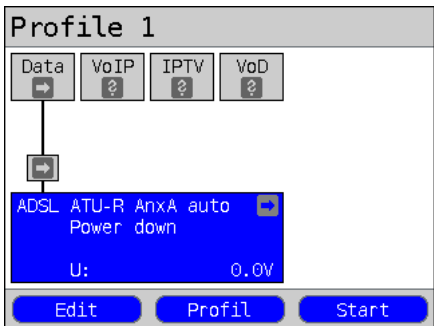 Profile 1
Data VoIP IPTV VoD
? ? ?
ADSL ATU-R AnxA auto
Power down
U: 0.0V
Edit Profil Start